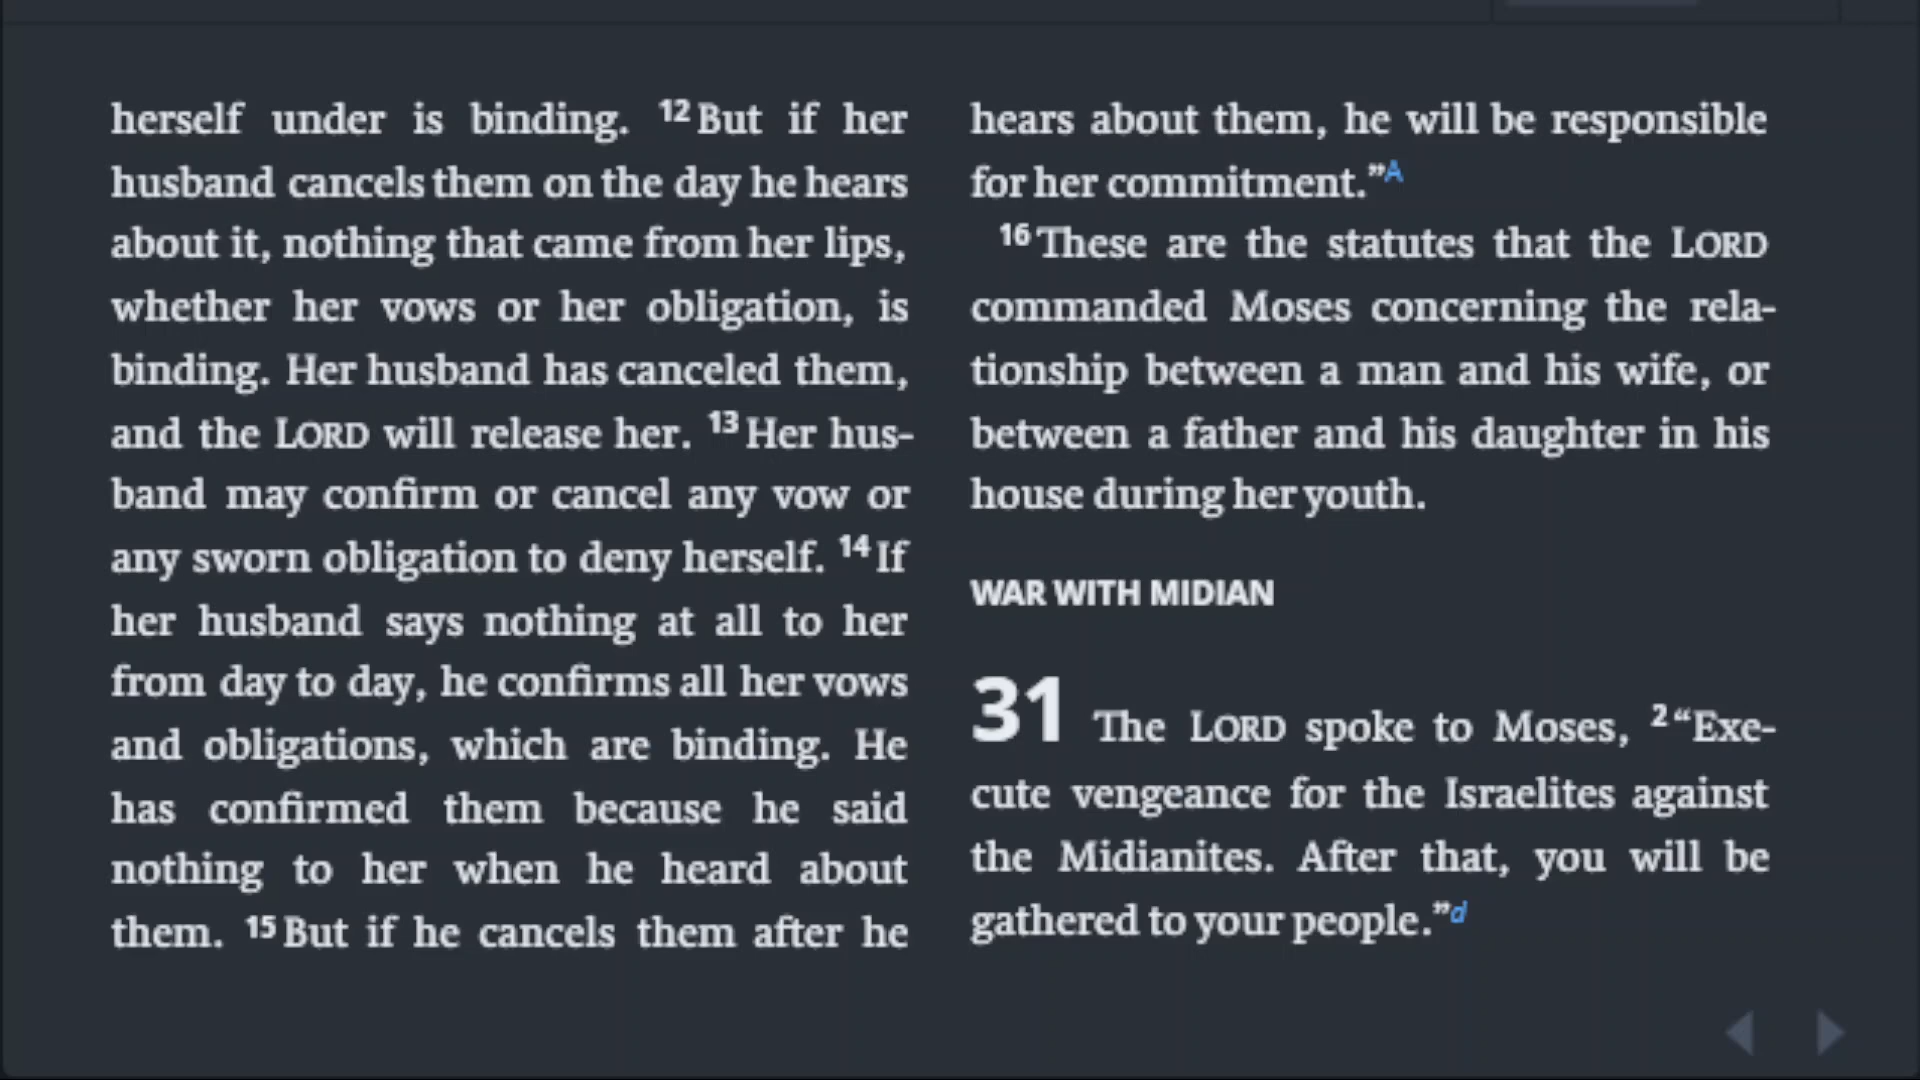 herself under is binding. 12 But if her
husband cancels them on the day he hears
about it, nothing that came from her lips,
whether her vows or her obligation, is
binding. Her husband has canceled them,
and the LORD will release her. 13 Her hus-
band may confirm or cancel any vow or
any sworn obligation to deny herself. 14 If
her husband says nothing at all to her
from day to day, he confirms all her vows
and obligations, which are binding. He
has confirmed them because he said
nothing to her when he heard about
them. 15 But if he cancels them after he
hears about them, he will be responsible
for her commitment.”A
16 These are the statutes that the LORD
commanded Moses concerning the rela-
tionship between a man and his wife, or
between a father and his daughter in his
house during her youth.
WAR WITH MIDIAN
31 The LORD spoke to Moses, 2 “Exe-
cute vengeance for the Israelites against
the Midianites. After that, you will be
gathered to your people.”d